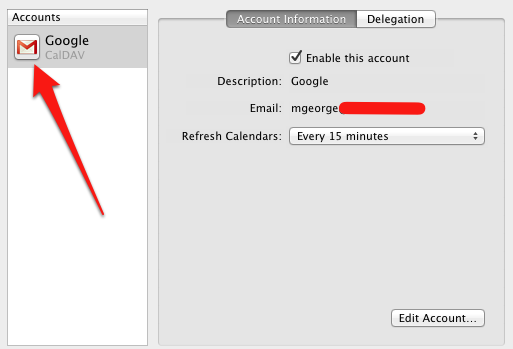 Accounts
Google
CalDAV
Account Information
Delegation
Enable this account
Description: Google
Email: mgeorge
Refresh Calendars: Every 15 minutes
Edit Account...